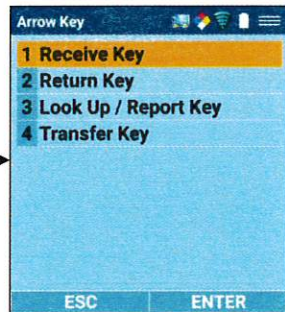 Arrow Key
1 Receive Key
2 Return Key
3 Look Up / Report Key
4 Transfer Key
ESC ENTER